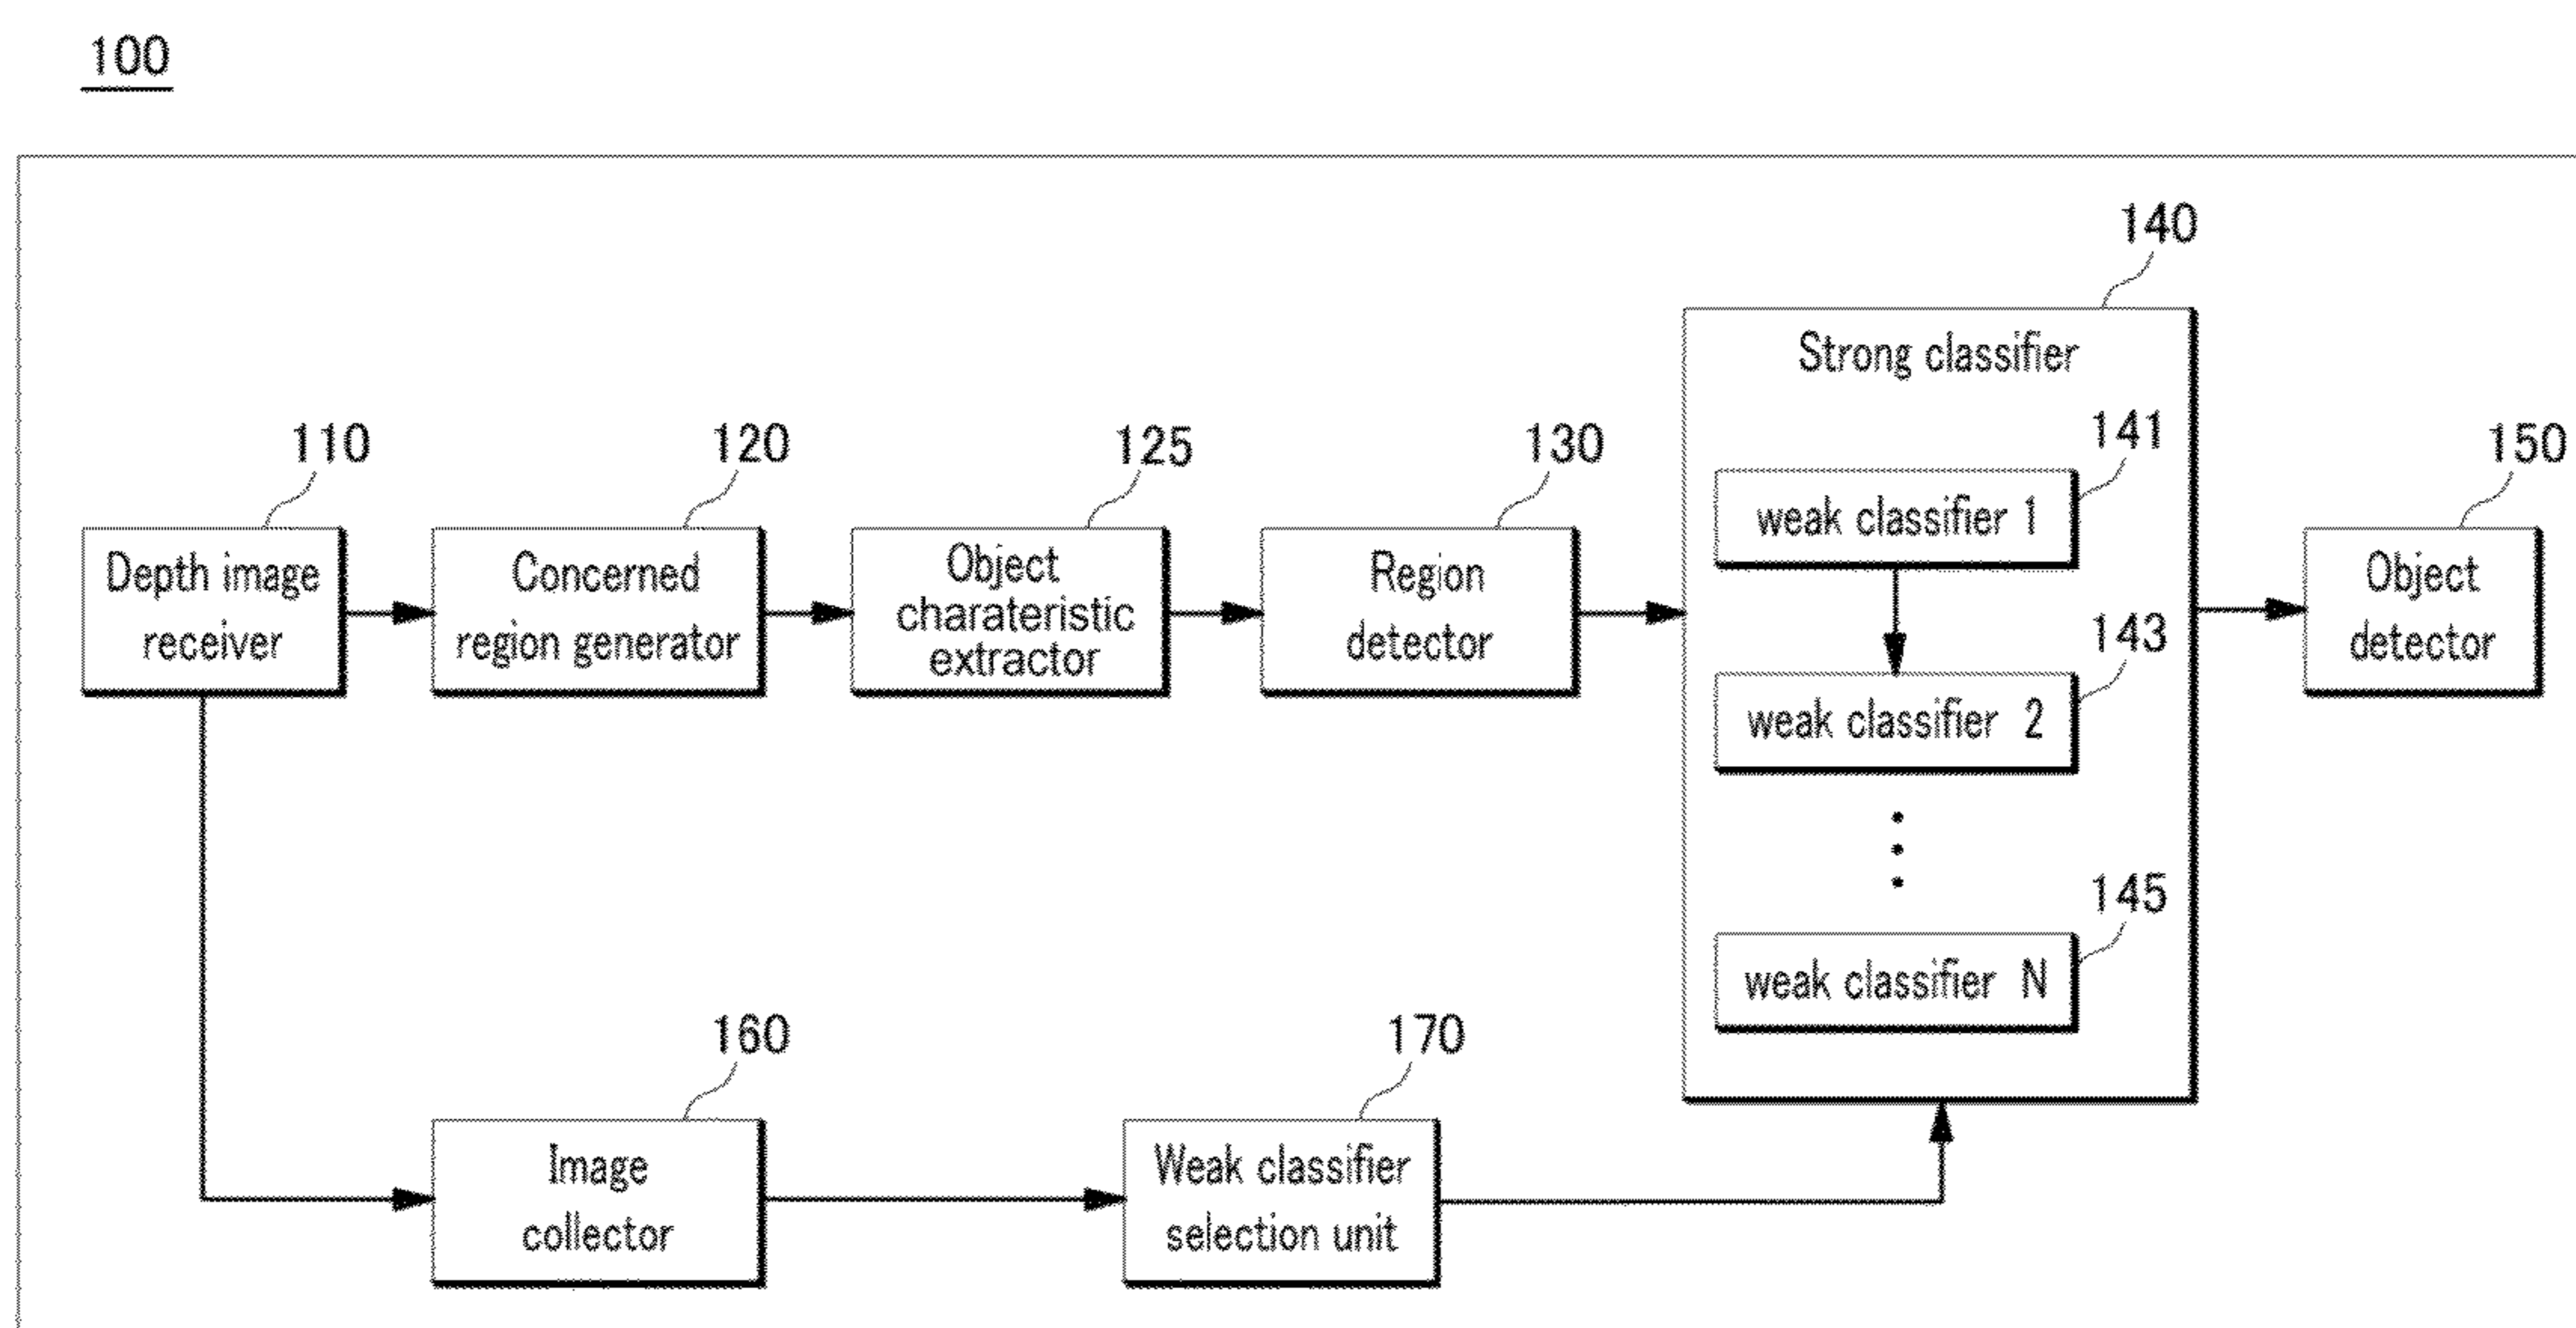 100
140
Strong classifier
110
120
125
130
141
150
Depth image
receiver
Concerned
region generator
Object
charateristic
extractor
Region
detector
weak classifier 1
Object
detector
143
weak classifier 2
145
weak classifier N
160
170
Image
collector
Weak classifier
selection unit